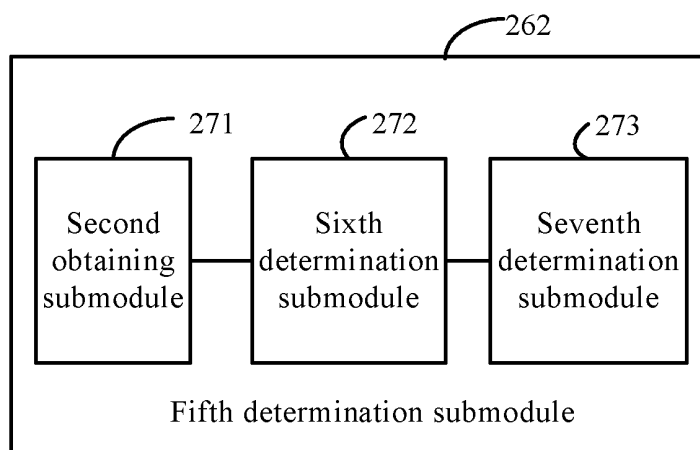 262
271
272
273
Second
obtaining
submodule
Sixth
determination
submodule
Seventh
determination
submodule
Fifth determination submodule